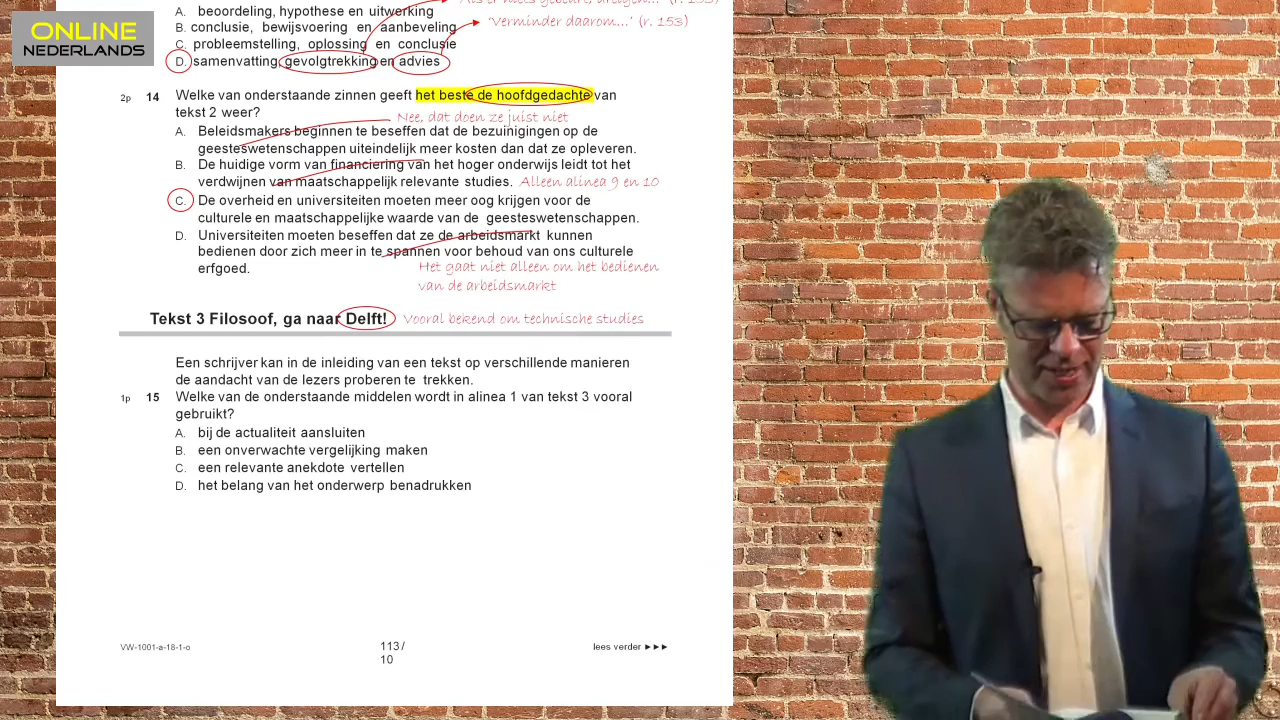 ONLINE
NEDERLANDS
A. beoordeling, hypothese en uitwerking
'Verminder daarom...' (r. 153)
B. conclusie, bewijsvoering en aanbeveling
C. probleemstelling, oplossing en conclusie
D. samenvatting, gevolgtrekking en advies
2p 14 Welke van onderstaande zinnen geeft het beste de hoofdgedachte van
tekst 2 weer?
Nee, dat doen ze juist niet
A. Beleidsmakers beginnen te beseffen dat de bezuinigingen op de
geesteswetenschappen uiteindelijk meer kosten dan dat ze opleveren.
B. De huidige vorm van financiering van het hoger onderwijs leidt tot het
verdwijnen van maatschappelijk relevante studies. Alleen alinea 9 en 10
C. De overheid en universiteiten moeten meer oog krijgen voor de
culturele en maatschappelijke waarde van de geesteswetenschappen.
D. Universiteiten moeten beseffen dat ze de arbeidsmarkt kunnen
bedienen door zich meer in te spannen voor behoud van ons culturele
erfgoed.
Het gaat niet alleen om het bedienen
van de arbeidsmarkt
Tekst 3 Filosoof, ga naar Delft! Vooral bekend om technische studies
Een schrijver kan in de inleiding van een tekst op verschillende manieren
de aandacht van de lezers proberen te trekken.
1p 15 Welke van de onderstaande middelen wordt in alinea 1 van tekst 3 vooral
gebruikt?
A. bij de actualiteit aansluiten
B. een onverwachte vergelijking maken
C. een relevante anekdote vertellen
D. het belang van het onderwerp benadrukken
VW-1001-a-18-1-o
113/
10
lees verder ►►►